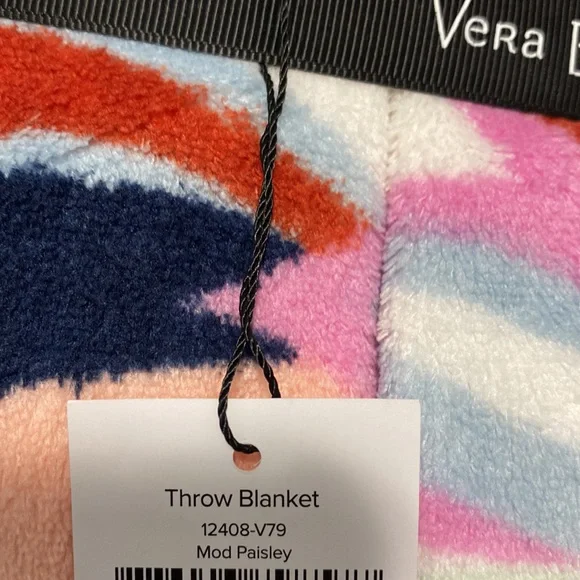 Vera
Throw Blanket
12408-V79
Mod Paisley